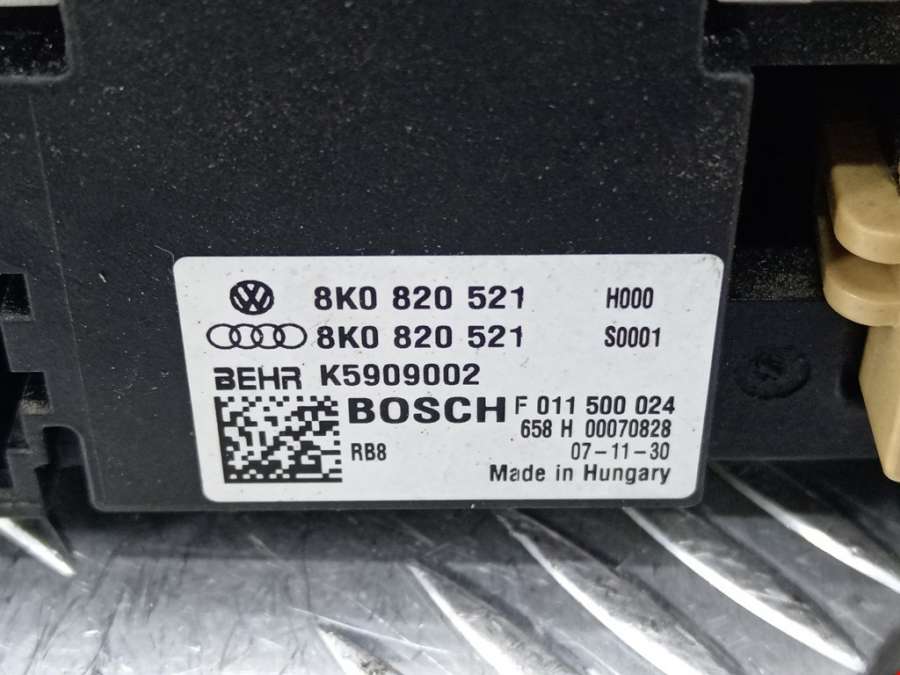 8K0 820 521 H000
8K0 820 521 S0001
BEHR K5909002
BOSCH F 011 500 024
658 H 00070828
RB8 07-11-30
Made in Hungary